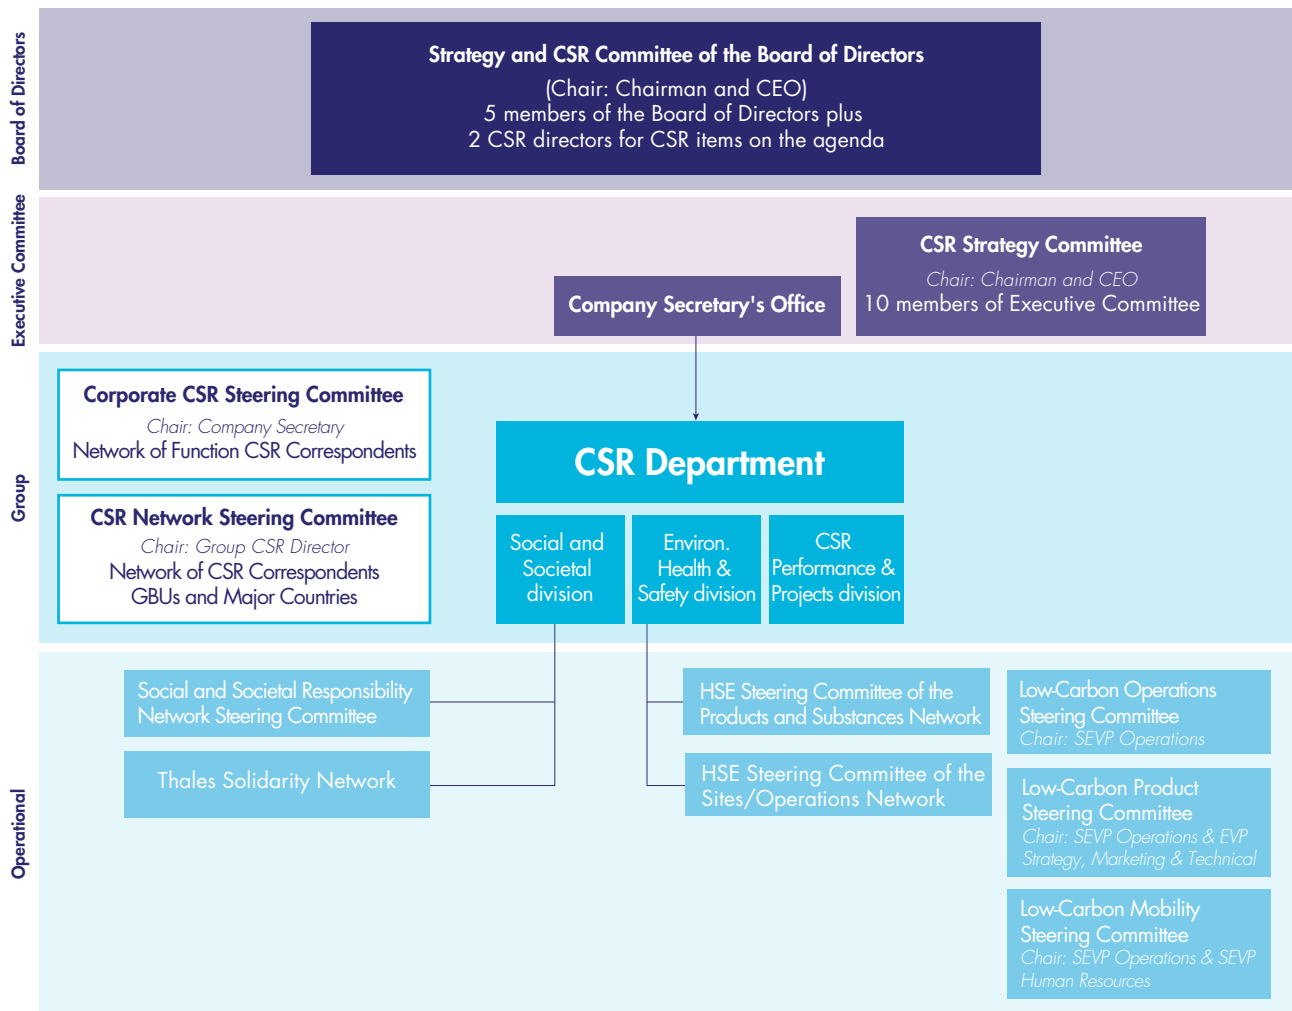 Board of Directors
Strategy and CSR Committee of the Board of Directors
(Chair: Chairman and CEO)
5 members of the Board of Directors plus
2 CSR directors for CSR items on the agenda
Executive Committee
Company Secretary's Office
CSR Strategy Committee
Chair: Chairman and CEO
10 members of Executive Committee
Group
Corporate CSR Steering Committee
Chair: Company Secretary
Network of Function CSR Correspondents
CSR Network Steering Committee
Chair: Group CSR Director
Network of CSR Correspondents
GBUs and Major Countries
CSR Department
Social and
Societal
division
Environ.
Health &
Safety division
CSR
Performance &
Projects division
Operational
Social and Societal Responsibility
Network Steering Committee
Thales Solidarity Network
HSE Steering Committee of the
Products and Substances Network
HSE Steering Committee of the
Sites/Operations Network
Low-Carbon Operations
Steering Committee
Chair: SEVP Operations
Low-Carbon Product
Steering Committee
Chair: SEVP Operations & EVP
Strategy, Marketing & Technical
Low-Carbon Mobility
Steering Committee
Chair: SEVP Operations & SEVP
Human Resources